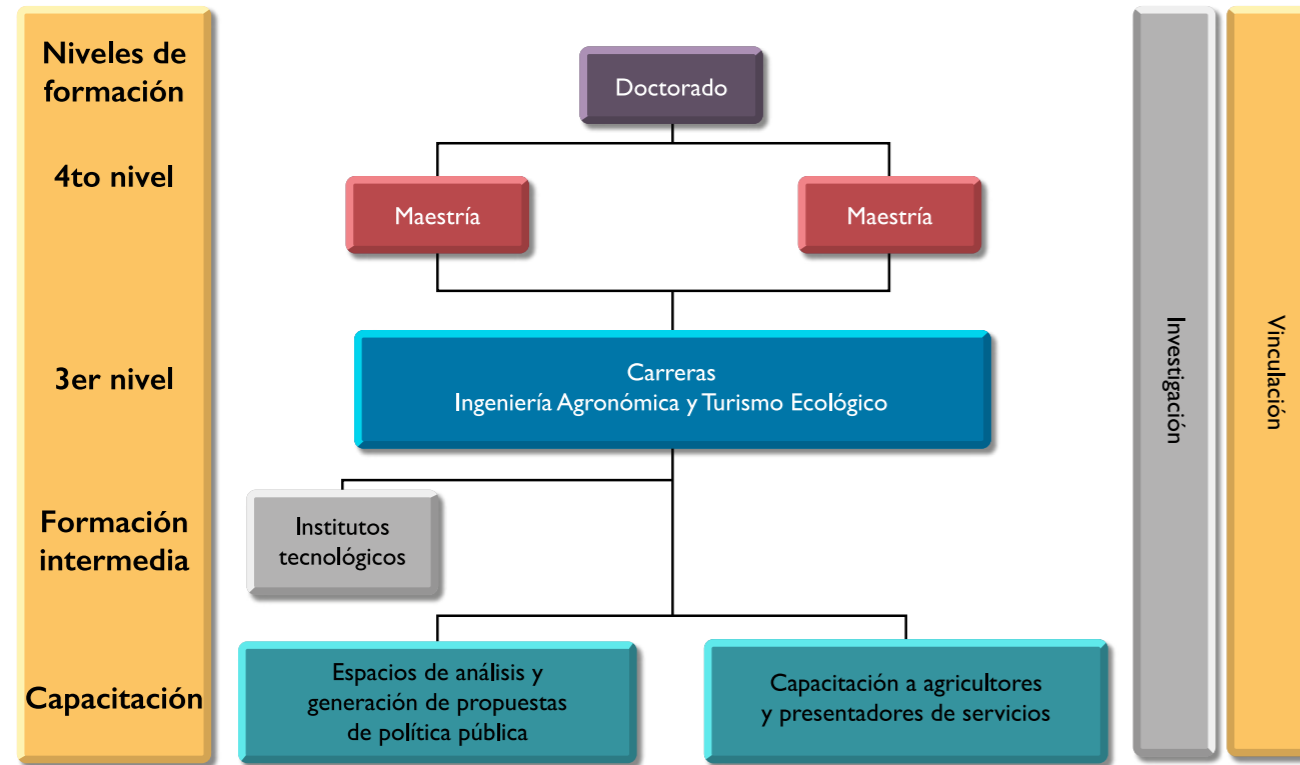 Niveles de
formación
4to nivel
3er nivel
Formación
intermedia
Capacitación
Doctorado
Maestría
Maestría
Carreras
Ingeniería Agronómica y Turismo Ecológico
Institutos
tecnológicos
Espacios de análisis y
generación de propuestas
de política pública
Capacitación a agricultores
y presentadores de servicios
Investigación
Vinculación